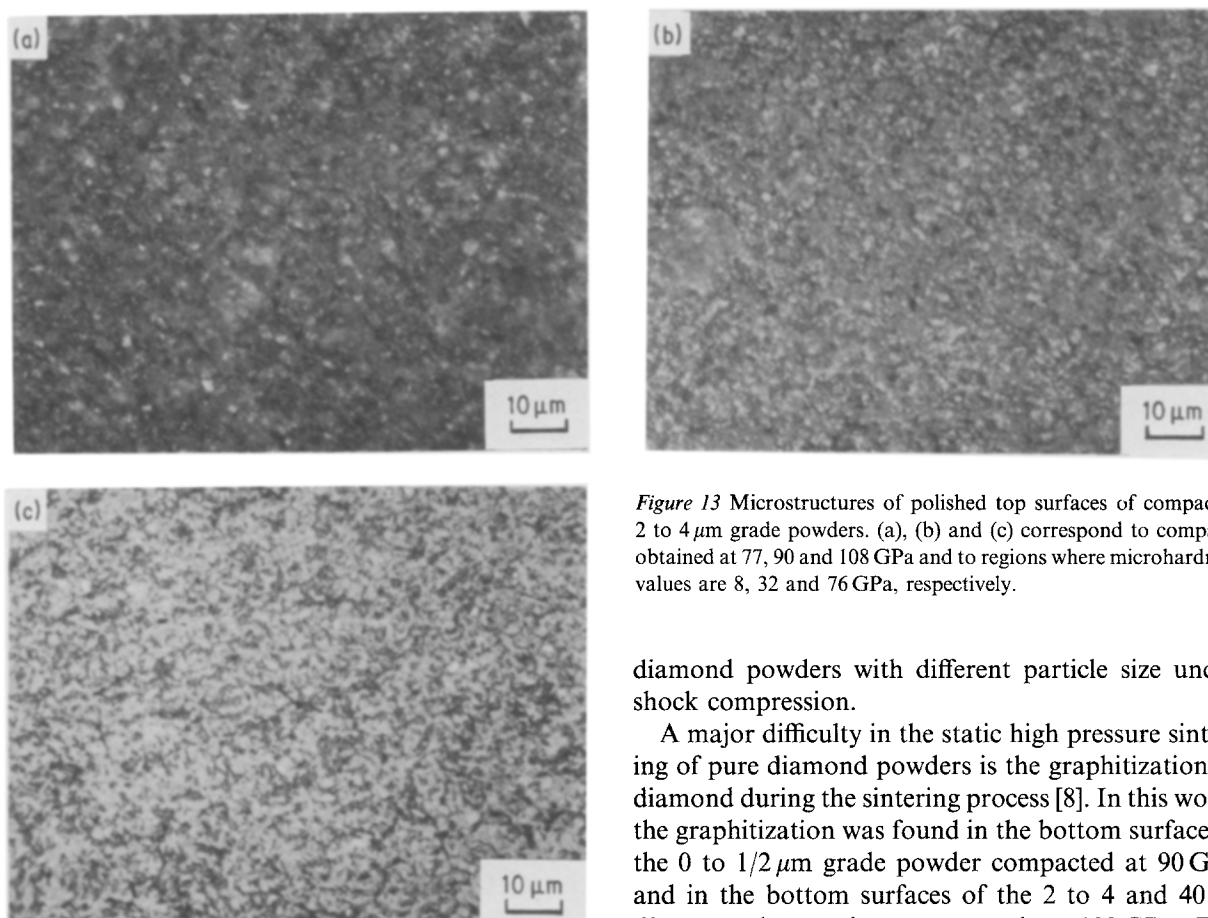 (a)
10 μm
(b)
10 μm
(c)
10 μm
Figure 13 Microstructures of polished top surfaces of compac
2 to 4 μm grade powders. (a), (b) and (c) correspond to comp
obtained at 77, 90 and 108 GPa and to regions where microhardn
values are 8, 32 and 76 GPa, respectively.
diamond powders with different particle size und
shock compression.
A major difficulty in the static high pressure sint
ing of pure diamond powders is the graphitization
diamond during the sintering process [8]. In this wo
the graphitization was found in the bottom surface
the 0 to 1/2 μm grade powder compacted at 90 G
and in the bottom surfaces of the 2 to 4 and 40